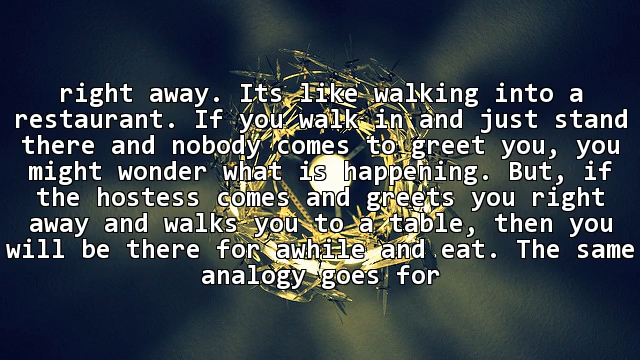 right away. Its like walking into a
restaurant. If you walk in and just stand
there and nobody comes to greet you, you
might wonder what is happening. But, if
the hostess comes and greets you right
away and walks you to a table, then you
will be there for awhile and eat. The same
analogy goes for